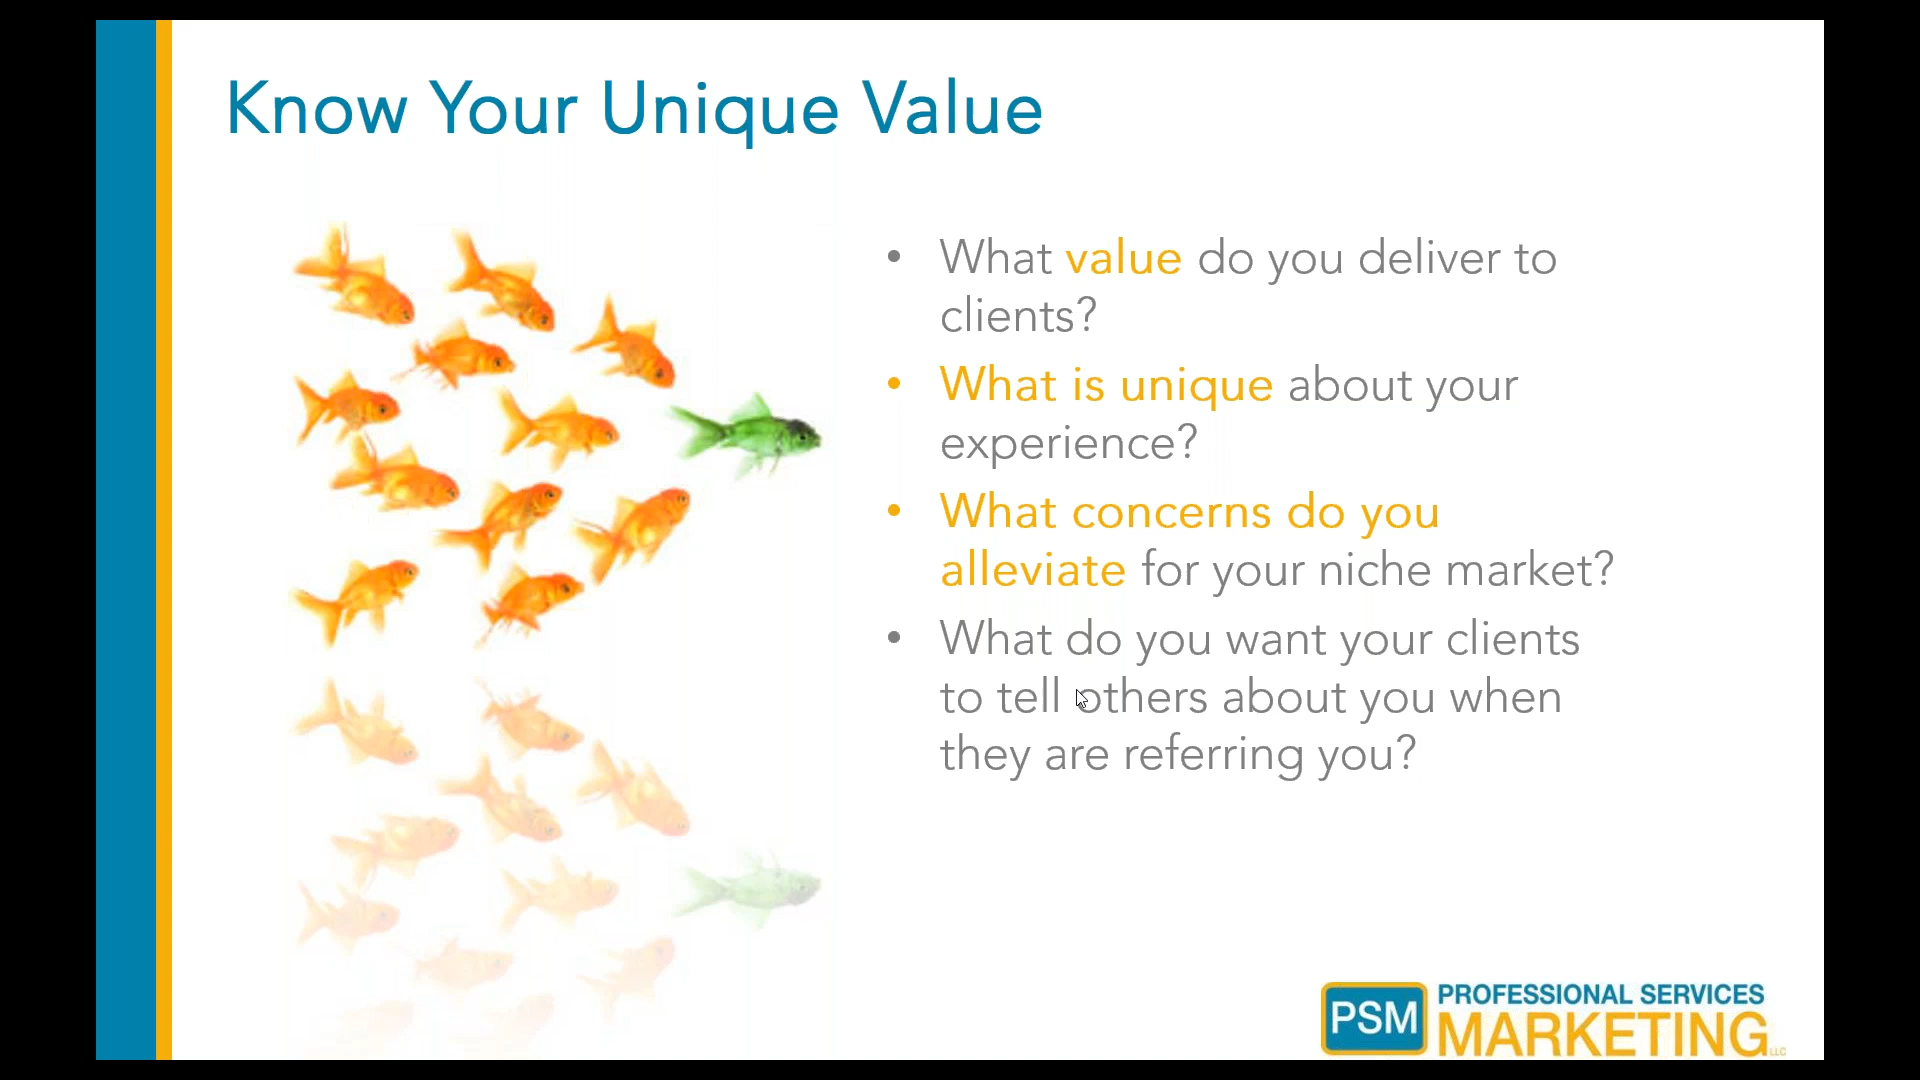 Know Your Unique Value
• What value do you deliver to
clients?
• What is unique about your
experience?
• What concerns do you
alleviate for your niche market?
• What do you want your clients
to tell others about you when
they are referring you?
PSM
PROFESSIONAL SERVICES
MARKETING LLC